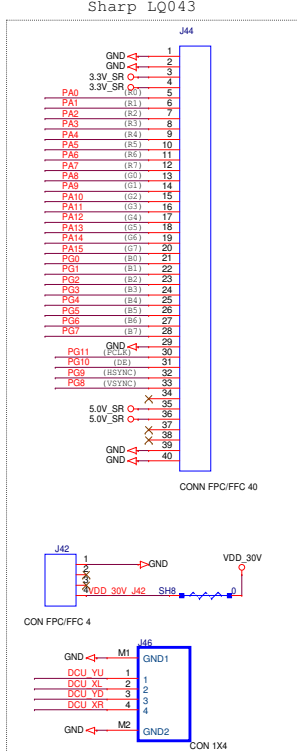 Sharp LQ043
J44
GND 1
GND 2
3.3V_SR 3
3.3V_SR 4
PA0 (R0) 5
PA1 (R1) 6
PA2 (R2) 7
PA3 (R3) 8
PA4 (R4) 9
PA5 (R5) 10
PA6 (R6) 11
PA7 (R7) 12
PA8 (G0) 13
PA9 (G1) 14
PA10 (G2) 15
PA11 (G3) 16
PA12 (G4) 17
PA13 (G5) 18
PA14 (G6) 19
PA15 (G7) 20
PG0 (B0) 21
PG1 (B1) 22
PG2 (B2) 23
PG3 (B3) 24
PG4 (B4) 25
PG5 (B5) 26
PG6 (B6) 27
PG7 (B7) 28
GND 29
PG11 (PCLK) 30
PG10 (DE) 31
PG9 (HSYNC) 32
PG8 (VSYNC) 33
34
5.0V_SR 35
5.0V_SR 36
37
38
GND 39
GND 40
CONN FPC/FFC 40
J42
VDD_30V
1 GND
2
3
4 VDD_30V_J42 SH8 0
CON FPC/FFC 4
J46
GND M1 GND1
DCU_YU 1 1
DCU_XL 2 2
DCU_YD 3 3
DCU_XR 4 4
GND M2 GND2
CON 1X4